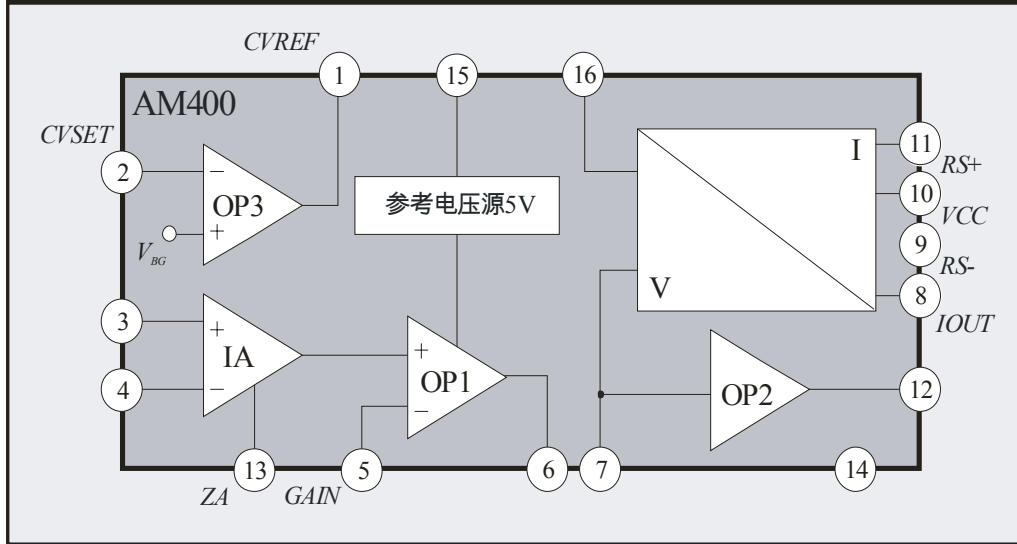 CVREF
1
15
16
AM400
CVSET
2
−
OP3
+
V_BG
参考电压源5V
I
11
RS+
10
VCC
9
RS-
V
8
IOUT
3
+
IA
−
4
+
OP1
−
OP2
12
13
ZA
GAIN
5
6
7
14